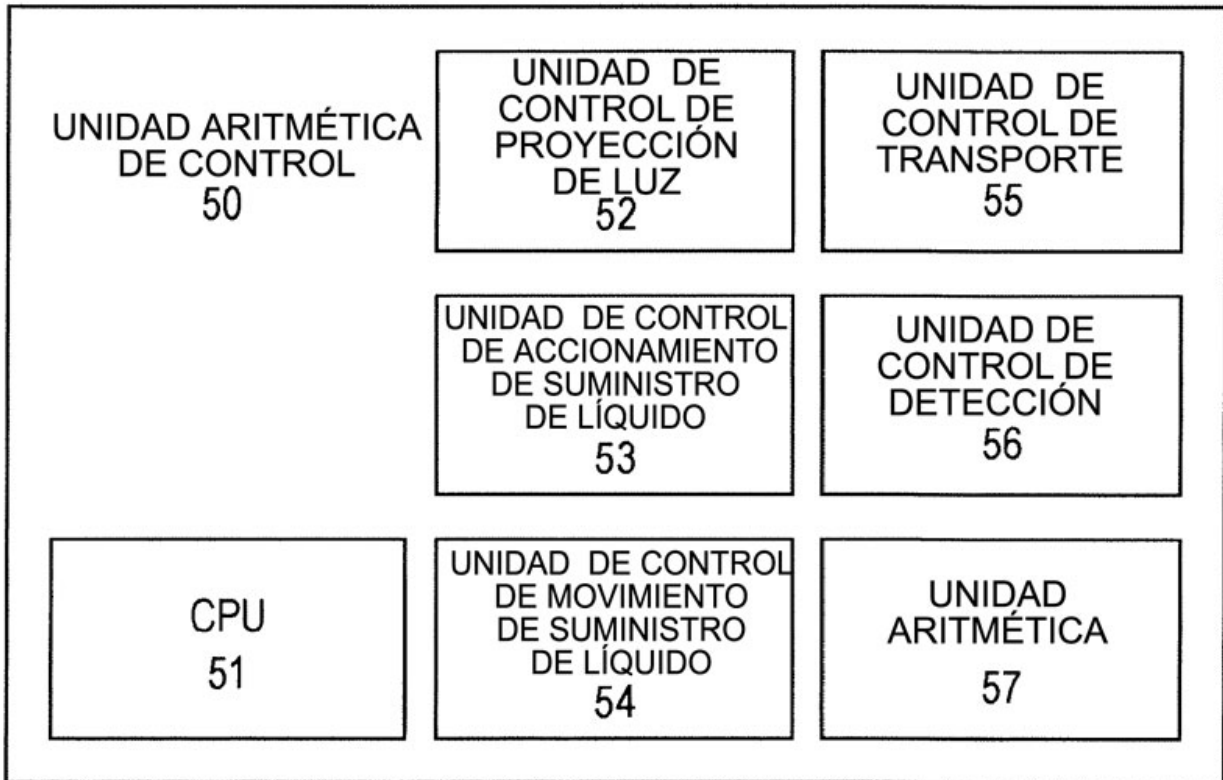 UNIDAD ARITMÉTICA
DE CONTROL
50
UNIDAD DE
CONTROL DE
PROYECCIÓN
DE LUZ
52
UNIDAD DE
CONTROL DE
TRANSPORTE
55
UNIDAD DE CONTROL
DE ACCIONAMIENTO
DE SUMINISTRO
DE LÍQUIDO
53
UNIDAD DE
CONTROL DE
DETECCIÓN
56
CPU
51
UNIDAD DE CONTROL
DE MOVIMIENTO
DE SUMINISTRO
DE LÍQUIDO
54
UNIDAD
ARITMÉTICA
57